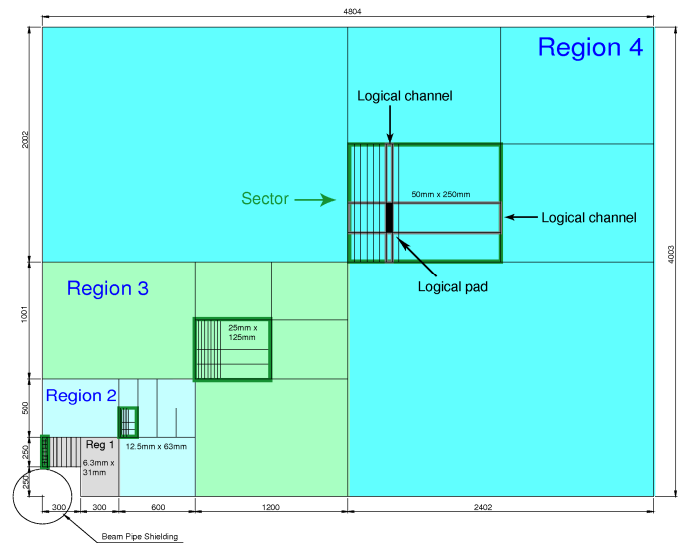 4804
Region 4
Logical channel
2002
50mm x 250mm
Sector
Logical channel
4003
Logical pad
Region 3
1001
25mm x
125mm
Region 2
500
Reg 1
12.5mm x 63mm
250
6.3mm x
31mm
250
300
300
600
1200
2402
Beam Pipe Shielding